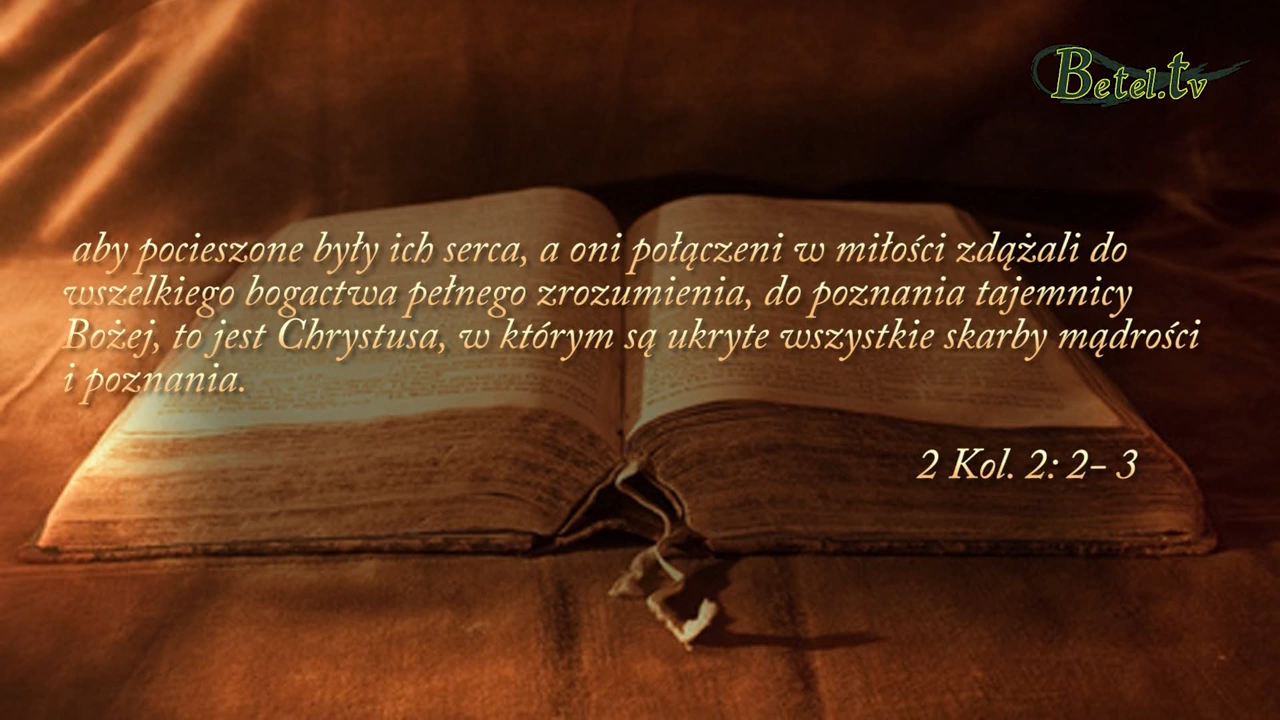 Betel.tv
aby pocieszone były ich serca, a oni połączeni w miłości zdążali do
wszelkiego bogactwa pełnego zrozumienia, do poznania tajemnicy
Bożej, to jest Chrystusa, w którym są ukryte wszystkie skarby mądrości
i poznania.
2 Kol. 2: 2- 3